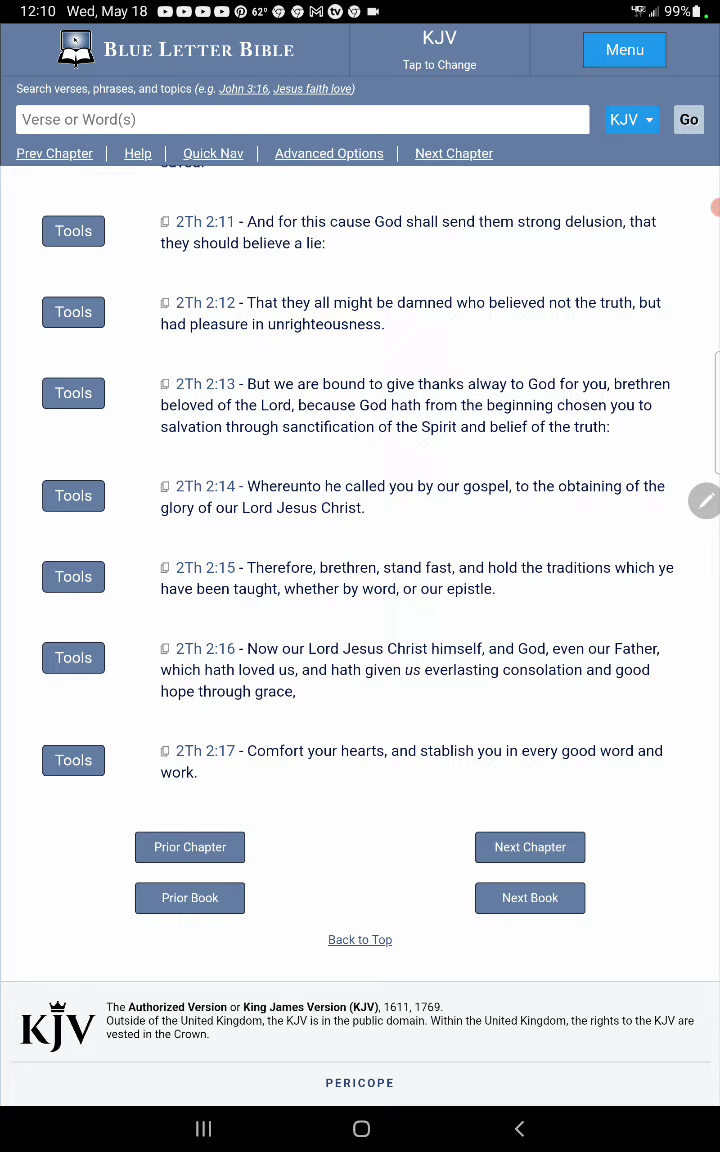 12:10 Wed, May 18 62° 99%
BLUE LETTER BIBLE
KJV
Tap to Change
Menu
Search verses, phrases, and topics (e.g. John 3:16, Jesus faith love)
Verse or Word(s)
KJV
Go
Prev Chapter | Help | Quick Nav | Advanced Options | Next Chapter
Tools
2Th 2:11 - And for this cause God shall send them strong delusion, that
they should believe a lie:
Tools
2Th 2:12 - That they all might be damned who believed not the truth, but
had pleasure in unrighteousness.
Tools
2Th 2:13 - But we are bound to give thanks alway to God for you, brethren
beloved of the Lord, because God hath from the beginning chosen you to
salvation through sanctification of the Spirit and belief of the truth:
Tools
2Th 2:14 - Whereunto he called you by our gospel, to the obtaining of the
glory of our Lord Jesus Christ.
Tools
2Th 2:15 - Therefore, brethren, stand fast, and hold the traditions which ye
have been taught, whether by word, or our epistle.
Tools
2Th 2:16 - Now our Lord Jesus Christ himself, and God, even our Father,
which hath loved us, and hath given us everlasting consolation and good
hope through grace,
Tools
2Th 2:17 - Comfort your hearts, and stablish you in every good word and
work.
Prior Chapter
Next Chapter
Prior Book
Next Book
Back to Top
KJV
The Authorized Version or King James Version (KJV), 1611, 1769.
Outside of the United Kingdom, the KJV is in the public domain. Within the United Kingdom, the rights to the KJV are
vested in the Crown.
PERICOPE